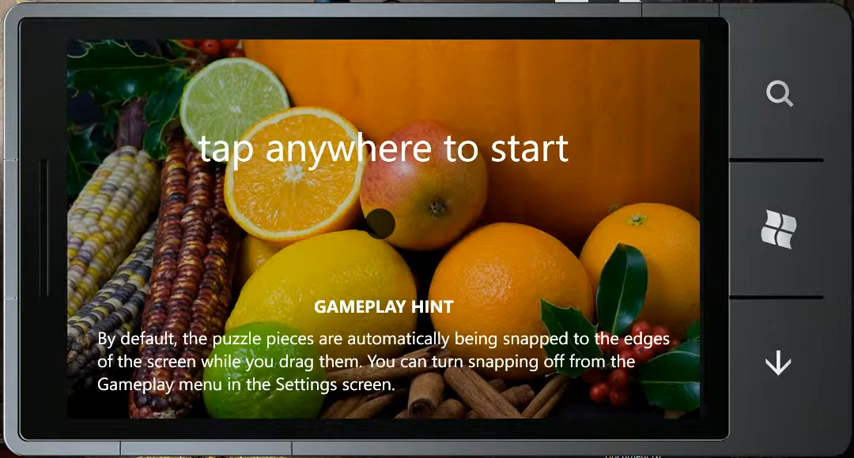 tap anywhere to start
GAMEPLAY HINT
By default, the puzzle pieces are automatically being snapped to the edges
of the screen while you drag them. You can turn snapping off from the
Gameplay menu in the Settings screen.